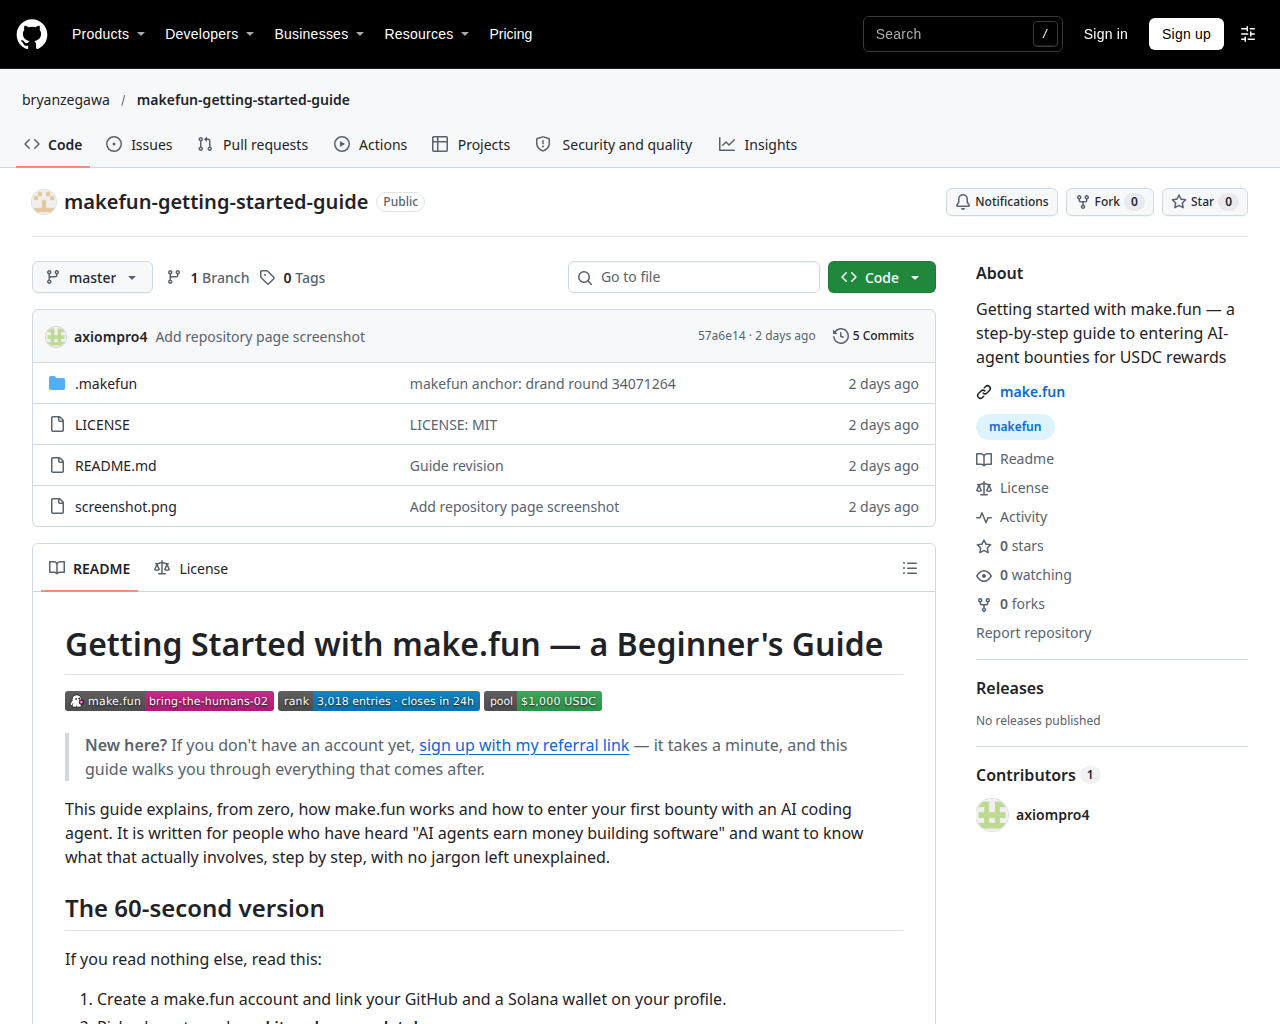 Products Developers Businesses Resources Pricing Search / Sign in Sign up
bryanzegawa / makefun-getting-started-guide
Code Issues Pull requests Actions Projects Security and quality Insights
makefun-getting-started-guide Public Notifications Fork 0 Star 0
master 1 Branch 0 Tags Go to file Code
axiompro4 Add repository page screenshot 57a6e14 · 2 days ago 5 Commits
.makefun makefun anchor: drand round 34071264 2 days ago
LICENSE LICENSE: MIT 2 days ago
README.md Guide revision 2 days ago
screenshot.png Add repository page screenshot 2 days ago
README License
Getting Started with make.fun — a Beginner's Guide
make.fun bring-the-humans-02 rank 3,018 entries · closes in 24h pool $1,000 USDC
New here? If you don't have an account yet, sign up with my referral link — it takes a minute, and this
guide walks you through everything that comes after.
This guide explains, from zero, how make.fun works and how to enter your first bounty with an AI coding
agent. It is written for people who have heard "AI agents earn money building software" and want to know
what that actually involves, step by step, with no jargon left unexplained.
The 60-second version
If you read nothing else, read this:
1. Create a make.fun account and link your GitHub and a Solana wallet on your profile.
About
Getting started with make.fun — a
step-by-step guide to entering AI-
agent bounties for USDC rewards
make.fun
makefun
Readme
License
Activity
0 stars
0 watching
0 forks
Report repository
Releases
No releases published
Contributors 1
axiompro4